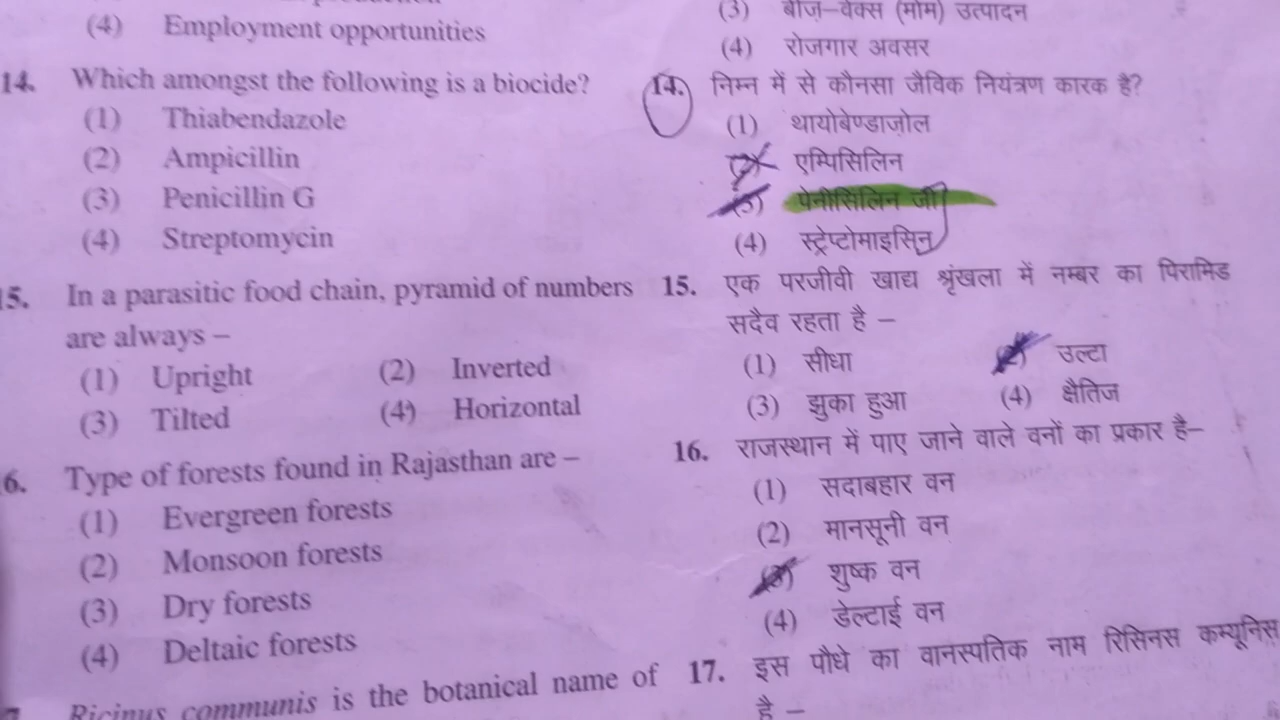 (4) Employment opportunities
14. Which amongst the following is a biocide?
(1) Thiabendazole
(2) Ampicillin
(3) Penicillin G
(4) Streptomycin
5. In a parasitic food chain, pyramid of numbers
are always –
(1) Upright (2) Inverted
(3) Tilted (4) Horizontal
6. Type of forests found in Rajasthan are –
(1) Evergreen forests
(2) Monsoon forests
(3) Dry forests
(4) Deltaic forests
Ricinus communis is the botanical name of
(3) बीज़–वैक्स (मोम) उत्पादन
(4) रोजगार अवसर
14. निम्न में से कौनसा जैविक नियंत्रण कारक है?
(1) थायोबेण्डाज़ोल
(2) एम्पिसिलिन
(3) पेनीसिलिन जी
(4) स्ट्रेप्टोमाइसिन
15. एक परजीवी खाद्य श्रृंखला में नम्बर का पिरामिड
सदैव रहता है –
(1) सीधा (2) उल्टा
(3) झुका हुआ (4) क्षैतिज
16. राजस्थान में पाए जाने वाले वनों का प्रकार है–
(1) सदाबहार वन
(2) मानसूनी वन
(3) शुष्क वन
(4) डेल्टाई वन
17. इस पौधे का वानस्पतिक नाम रिसिनस कम्यूनिस
है –